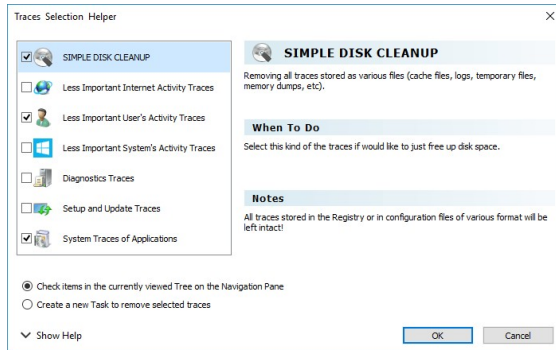 Traces Selection Helper
SIMPLE DISK CLEANUP
Less Important Internet Activity Traces
Less Important User's Activity Traces
Less Important System's Activity Traces
Diagnostics Traces
Setup and Update Traces
System Traces of Applications
SIMPLE DISK CLEANUP
Removing all traces stored as various files (cache files, logs, temporary files,
memory dumps, etc).
When To Do
Select this kind of the traces if would like to just free up disk space.
Notes
All traces stored in the Registry or in configuration files of various format will be
left intact!
Check items in the currently viewed Tree on the Navigation Pane
Create a new Task to remove selected traces
Show Help
OK
Cancel